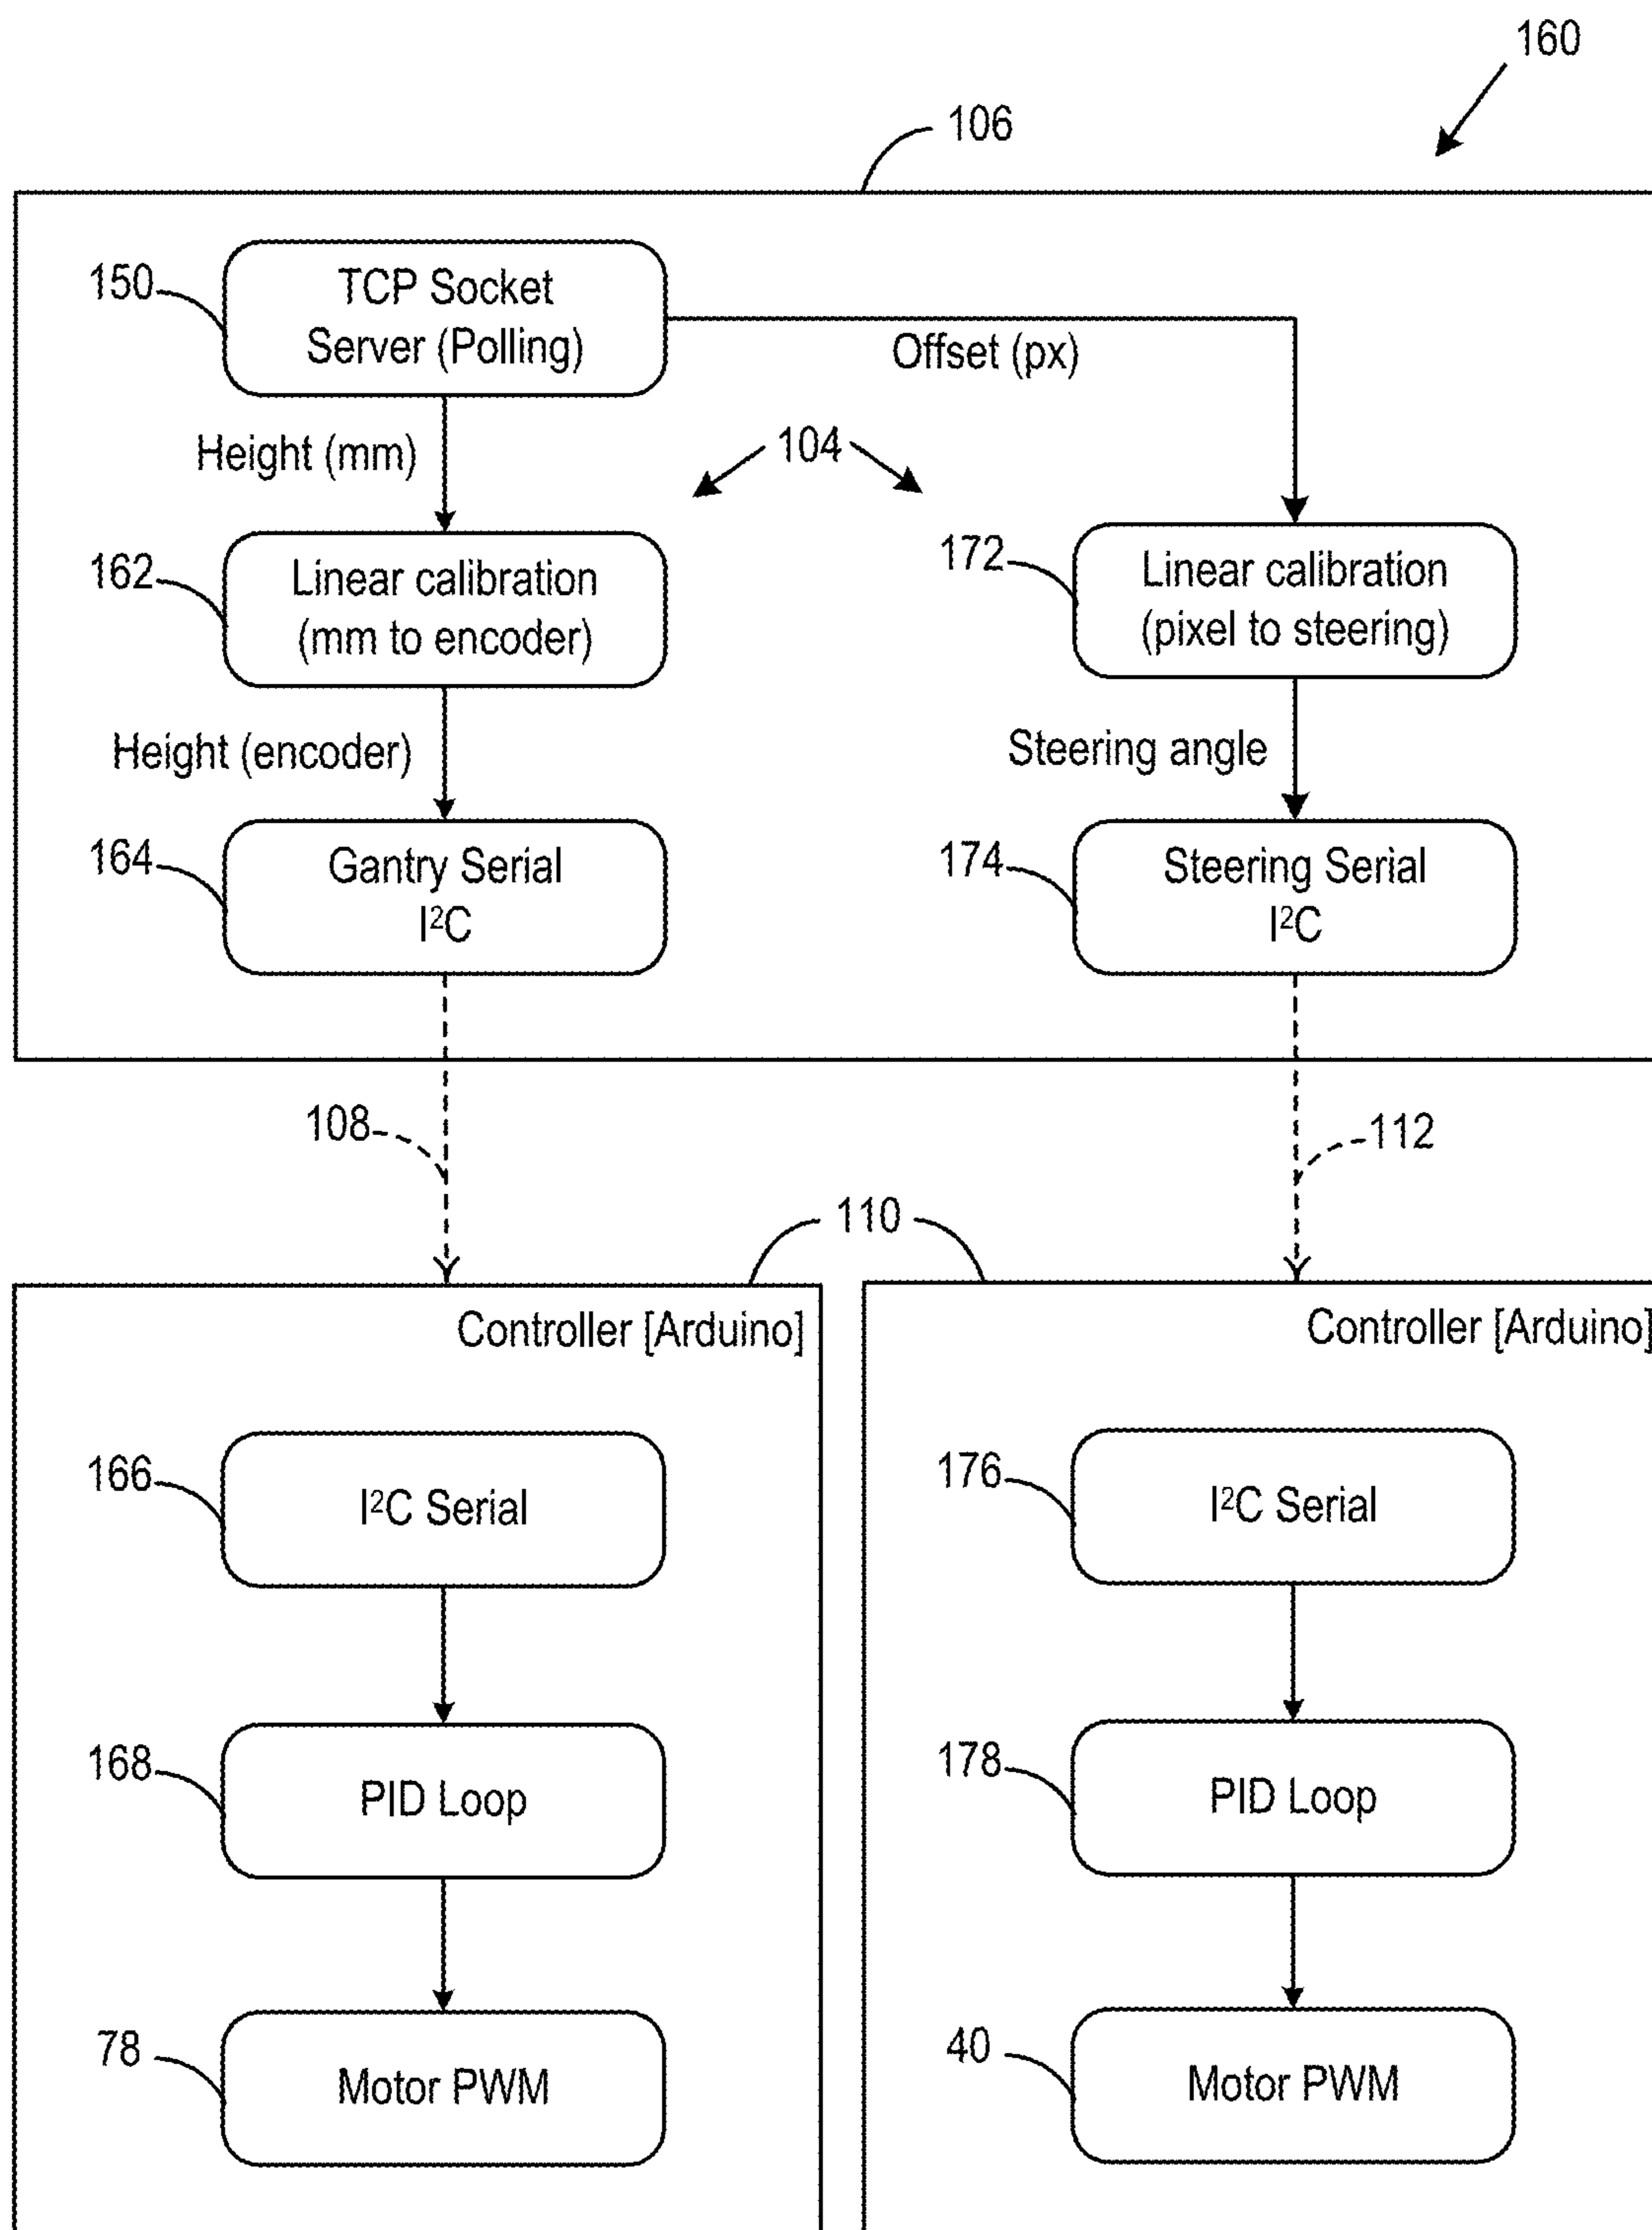 160
106
150
TCP Socket
Server (Polling)
Offset (px)
Height (mm)
104
162
Linear calibration
(mm to encoder)
172
Linear calibration
(pixel to steering)
Height (encoder)
Steering angle
164
Gantry Serial
I²C
174
Steering Serial
I²C
108
112
110
Controller [Arduino]
Controller [Arduino]
166
I²C Serial
176
I²C Serial
168
PID Loop
178
PID Loop
78
Motor PWM
40
Motor PWM